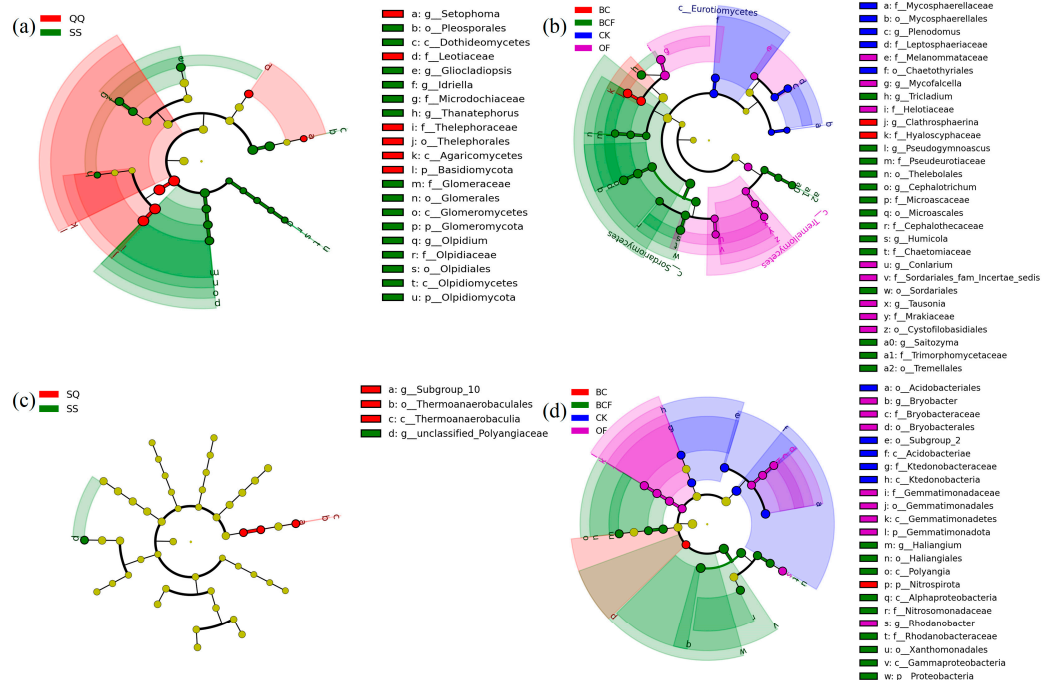 (a)
QQ
SS
a: g__Setophoma
b: o__Pleosporales
c: c__Dothideomycetes
d: f__Leotiaceae
e: g__Gliocladiopsis
f: g__Idriella
g: f__Microdochiaceae
h: g__Thanatephorus
i: f__Thelephoraceae
j: o__Thelephorales
k: c__Agaricomycetes
l: p__Basidiomycota
m: f__Glomeraceae
n: o__Glomerales
o: c__Glomeromycetes
p: p__Glomeromycota
q: g__Olpidium
r: f__Olpidiaceae
s: o__Olpidiales
t: c__Olpidiomycetes
u: p__Olpidiomycota
(b)
BC
BCF
CK
OF
c__Eurotiomycetes
c__Tremellomycetes
c__Sordariomycetes
a: f__Mycosphaerellaceae
b: o__Mycosphaerellales
c: g__Plenodomus
d: f__Leptosphaeriaceae
e: f__Melanommataceae
f: o__Chaetothyriales
g: g__Mycofalcella
h: g__Tricladium
i: f__Helotiaceae
j: g__Clathrosphaerina
k: f__Hyaloscyphaceae
l: g__Pseudogymnoascus
m: f__Pseudeurotiaceae
n: o__Thelebolales
o: g__Cephalotrichum
p: f__Microascaceae
q: o__Microascales
r: f__Cephalothecaceae
s: g__Humicola
t: f__Chaetomiaceae
u: g__Conlarium
v: f__Sordariales_fam_Incertae_sedis
w: o__Sordariales
x: g__Tausonia
y: f__Mrakiaceae
z: o__Cystofilobasidiales
a0: g__Saitozyma
a1: f__Trimorphomycetaceae
a2: o__Tremellales
(c)
SQ
SS
a: g__Subgroup_10
b: o__Thermoanaerobaculales
c: c__Thermoanaerobaculia
d: g__unclassified_Polyangiaceae
(d)
BC
BCF
CK
OF
a: o__Acidobacteriales
b: g__Bryobacter
c: f__Bryobacteraceae
d: o__Bryobacterales
e: o__Subgroup_2
f: c__Acidobacteriae
g: f__Ktedonobacteraceae
h: c__Ktedonobacteria
i: f__Gemmatimonadaceae
j: o__Gemmatimonadales
k: c__Gemmatimonadetes
l: p__Gemmatimonadota
m: g__Haliangium
n: o__Haliangiales
o: c__Polyangia
p: p__Nitrospirota
q: c__Alphaproteobacteria
r: f__Nitrosomonadaceae
s: g__Rhodanobacter
t: f__Rhodanobacteraceae
u: o__Xanthomonadales
v: c__Gammaproteobacteria
w: p__Proteobacteria